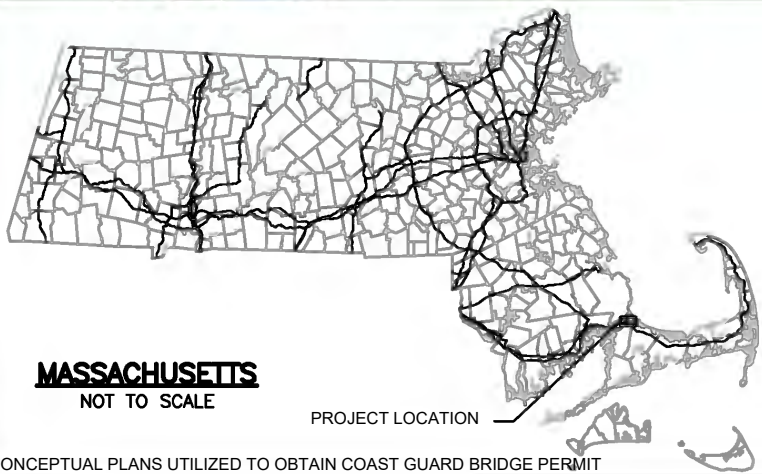 MASSACHUSETTS
NOT TO SCALE
PROJECT LOCATION
ONCEPTUAL PLANS UTILIZED TO OBTAIN COAST GUARD BRIDGE PERMIT